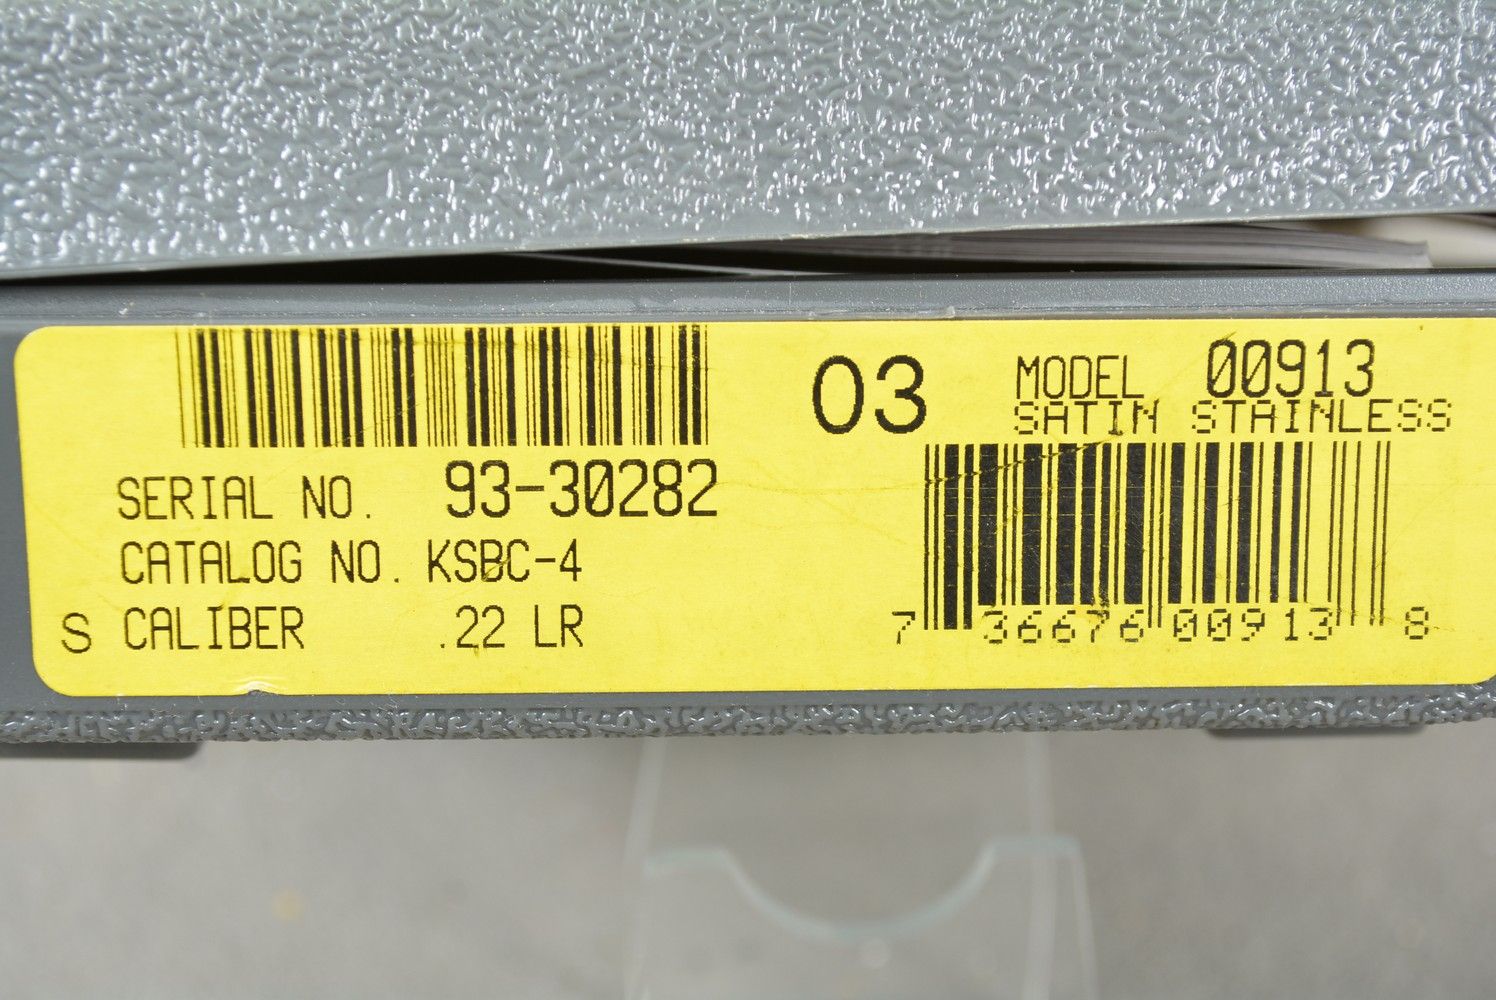 SERIAL NO. 93-30282
CATALOG NO. KSBC-4
S CALIBER .22 LR
03
MODEL 00913
SATIN STAINLESS
7 36676 00913 8